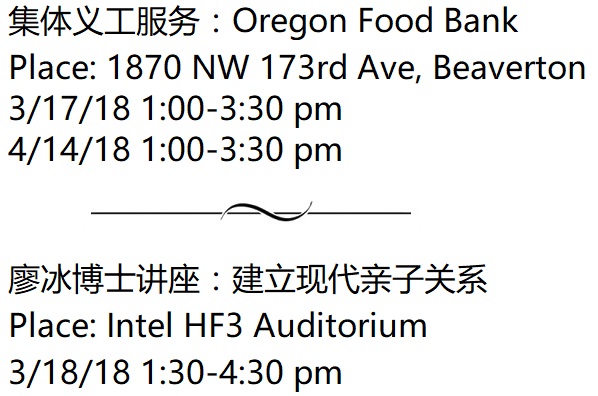 集体义工服务：Oregon Food Bank
Place: 1870 NW 173rd Ave, Beaverton
3/17/18 1:00-3:30 pm
4/14/18 1:00-3:30 pm
廖冰博士讲座：建立现代亲子关系
Place: Intel HF3 Auditorium
3/18/18 1:30-4:30 pm